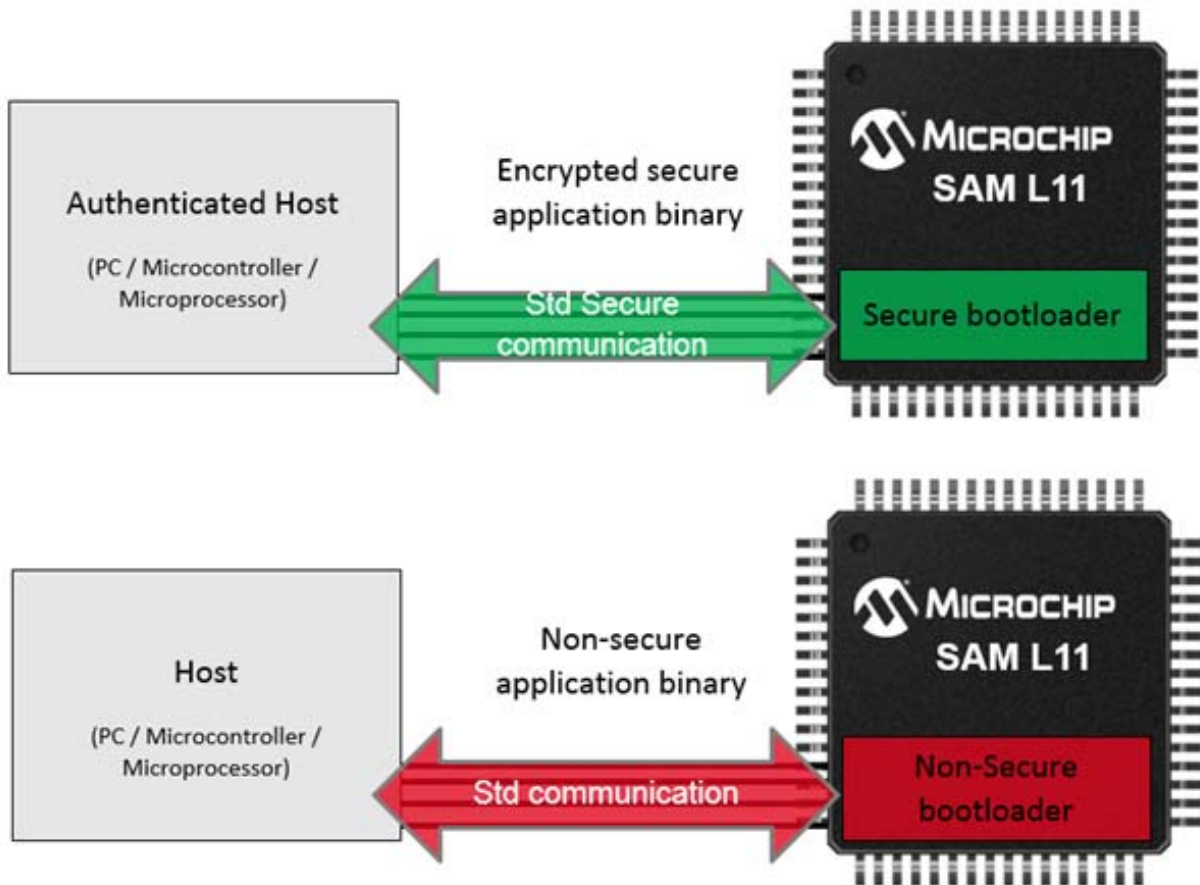 Authenticated Host
(PC / Microcontroller /
Microprocessor)
Encrypted secure
application binary
Std Secure
communication
MICROCHIP
SAM L11
Secure bootloader
Host
(PC / Microcontroller /
Microprocessor)
Non-secure
application binary
Std communication
MICROCHIP
SAM L11
Non-Secure
bootloader